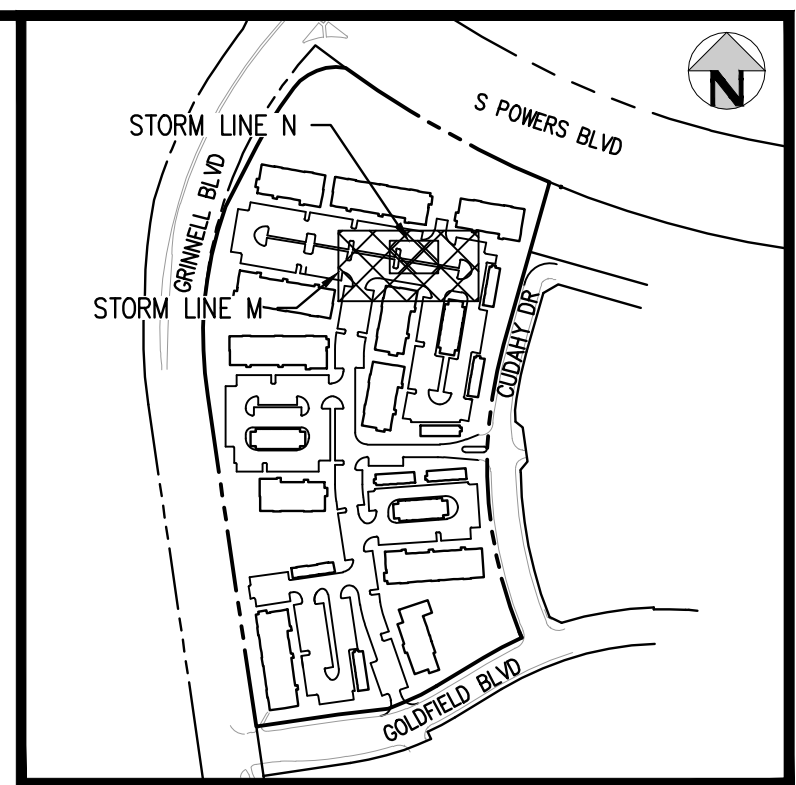 N
S POWERS BLVD
STORM LINE N
GRINNELL BLVD
STORM LINE M
CUDAHY DR
GOLDFIELD BLVD